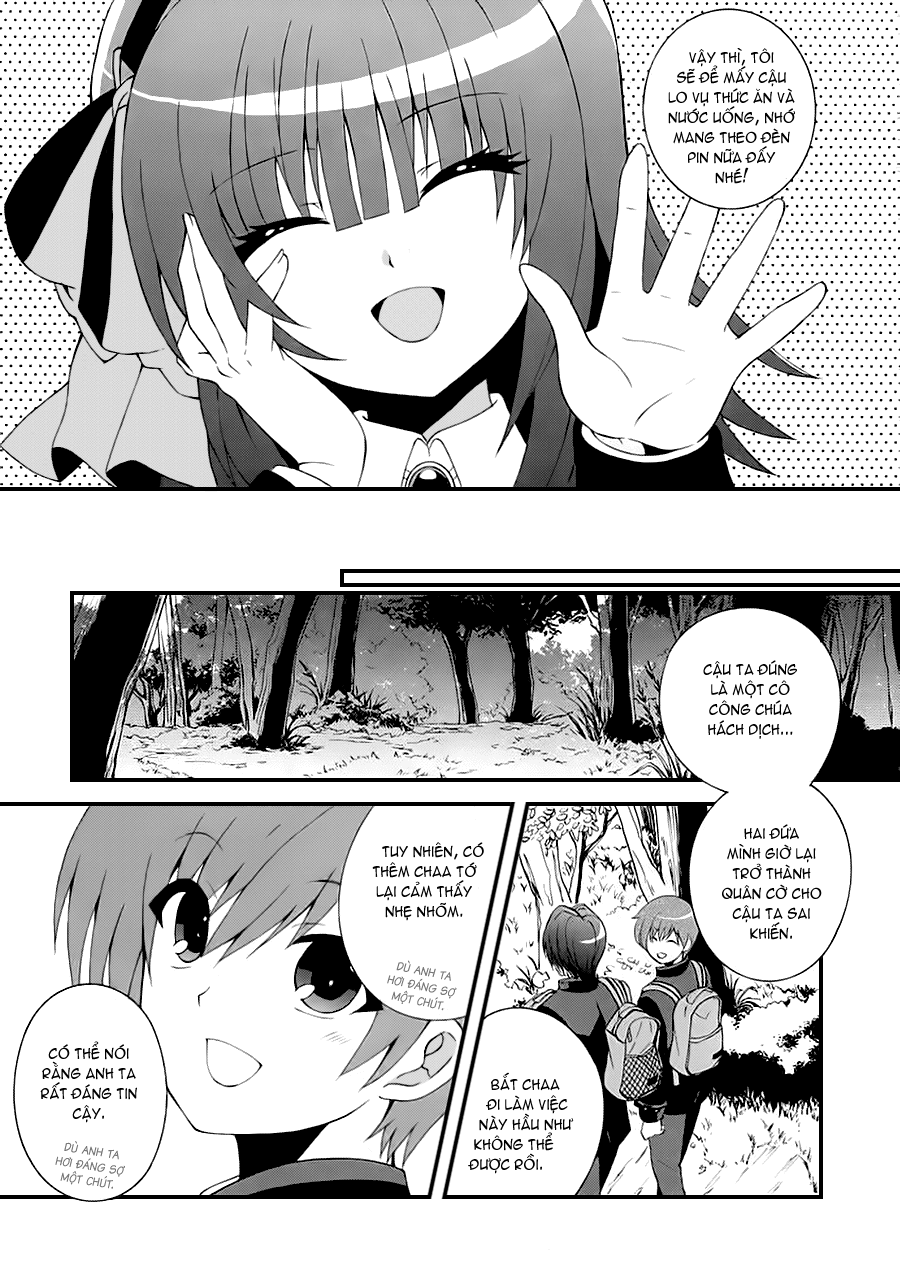 VẬY THÌ, TÔI
SẼ ĐỂ MẤY CẬU
LO VỤ THỨC ĂN VÀ
NƯỚC UỐNG, NHỚ
MANG THEO ĐÈN
PIN NỮA ĐẤY
NHÉ!
CẬU TA ĐÚNG
LÀ MỘT CÔ
CÔNG CHÚA
HÁCH DỊCH...
HAI ĐỨA
MÌNH GIỜ LẠI
TRỞ THÀNH
QUÂN CỜ CHO
CẬU TA SAI
KHIẾN.
BẮT CHAA
ĐI LÀM VIỆC
NÀY HẦU NHƯ
KHÔNG THỂ
ĐƯỢC RỒI.
TUY NHIÊN, CÓ
THÊM CHAA TỚ
LẠI CẢM THẤY
NHẸ NHÕM.
DÙ ANH TA
HƠI ĐÁNG SỢ
MỘT CHÚT.
CÓ THỂ NÓI
RẰNG ANH TA
RẤT ĐÁNG TIN
CẬY.
DÙ ANH TA
HƠI ĐÁNG SỢ
MỘT CHÚT.